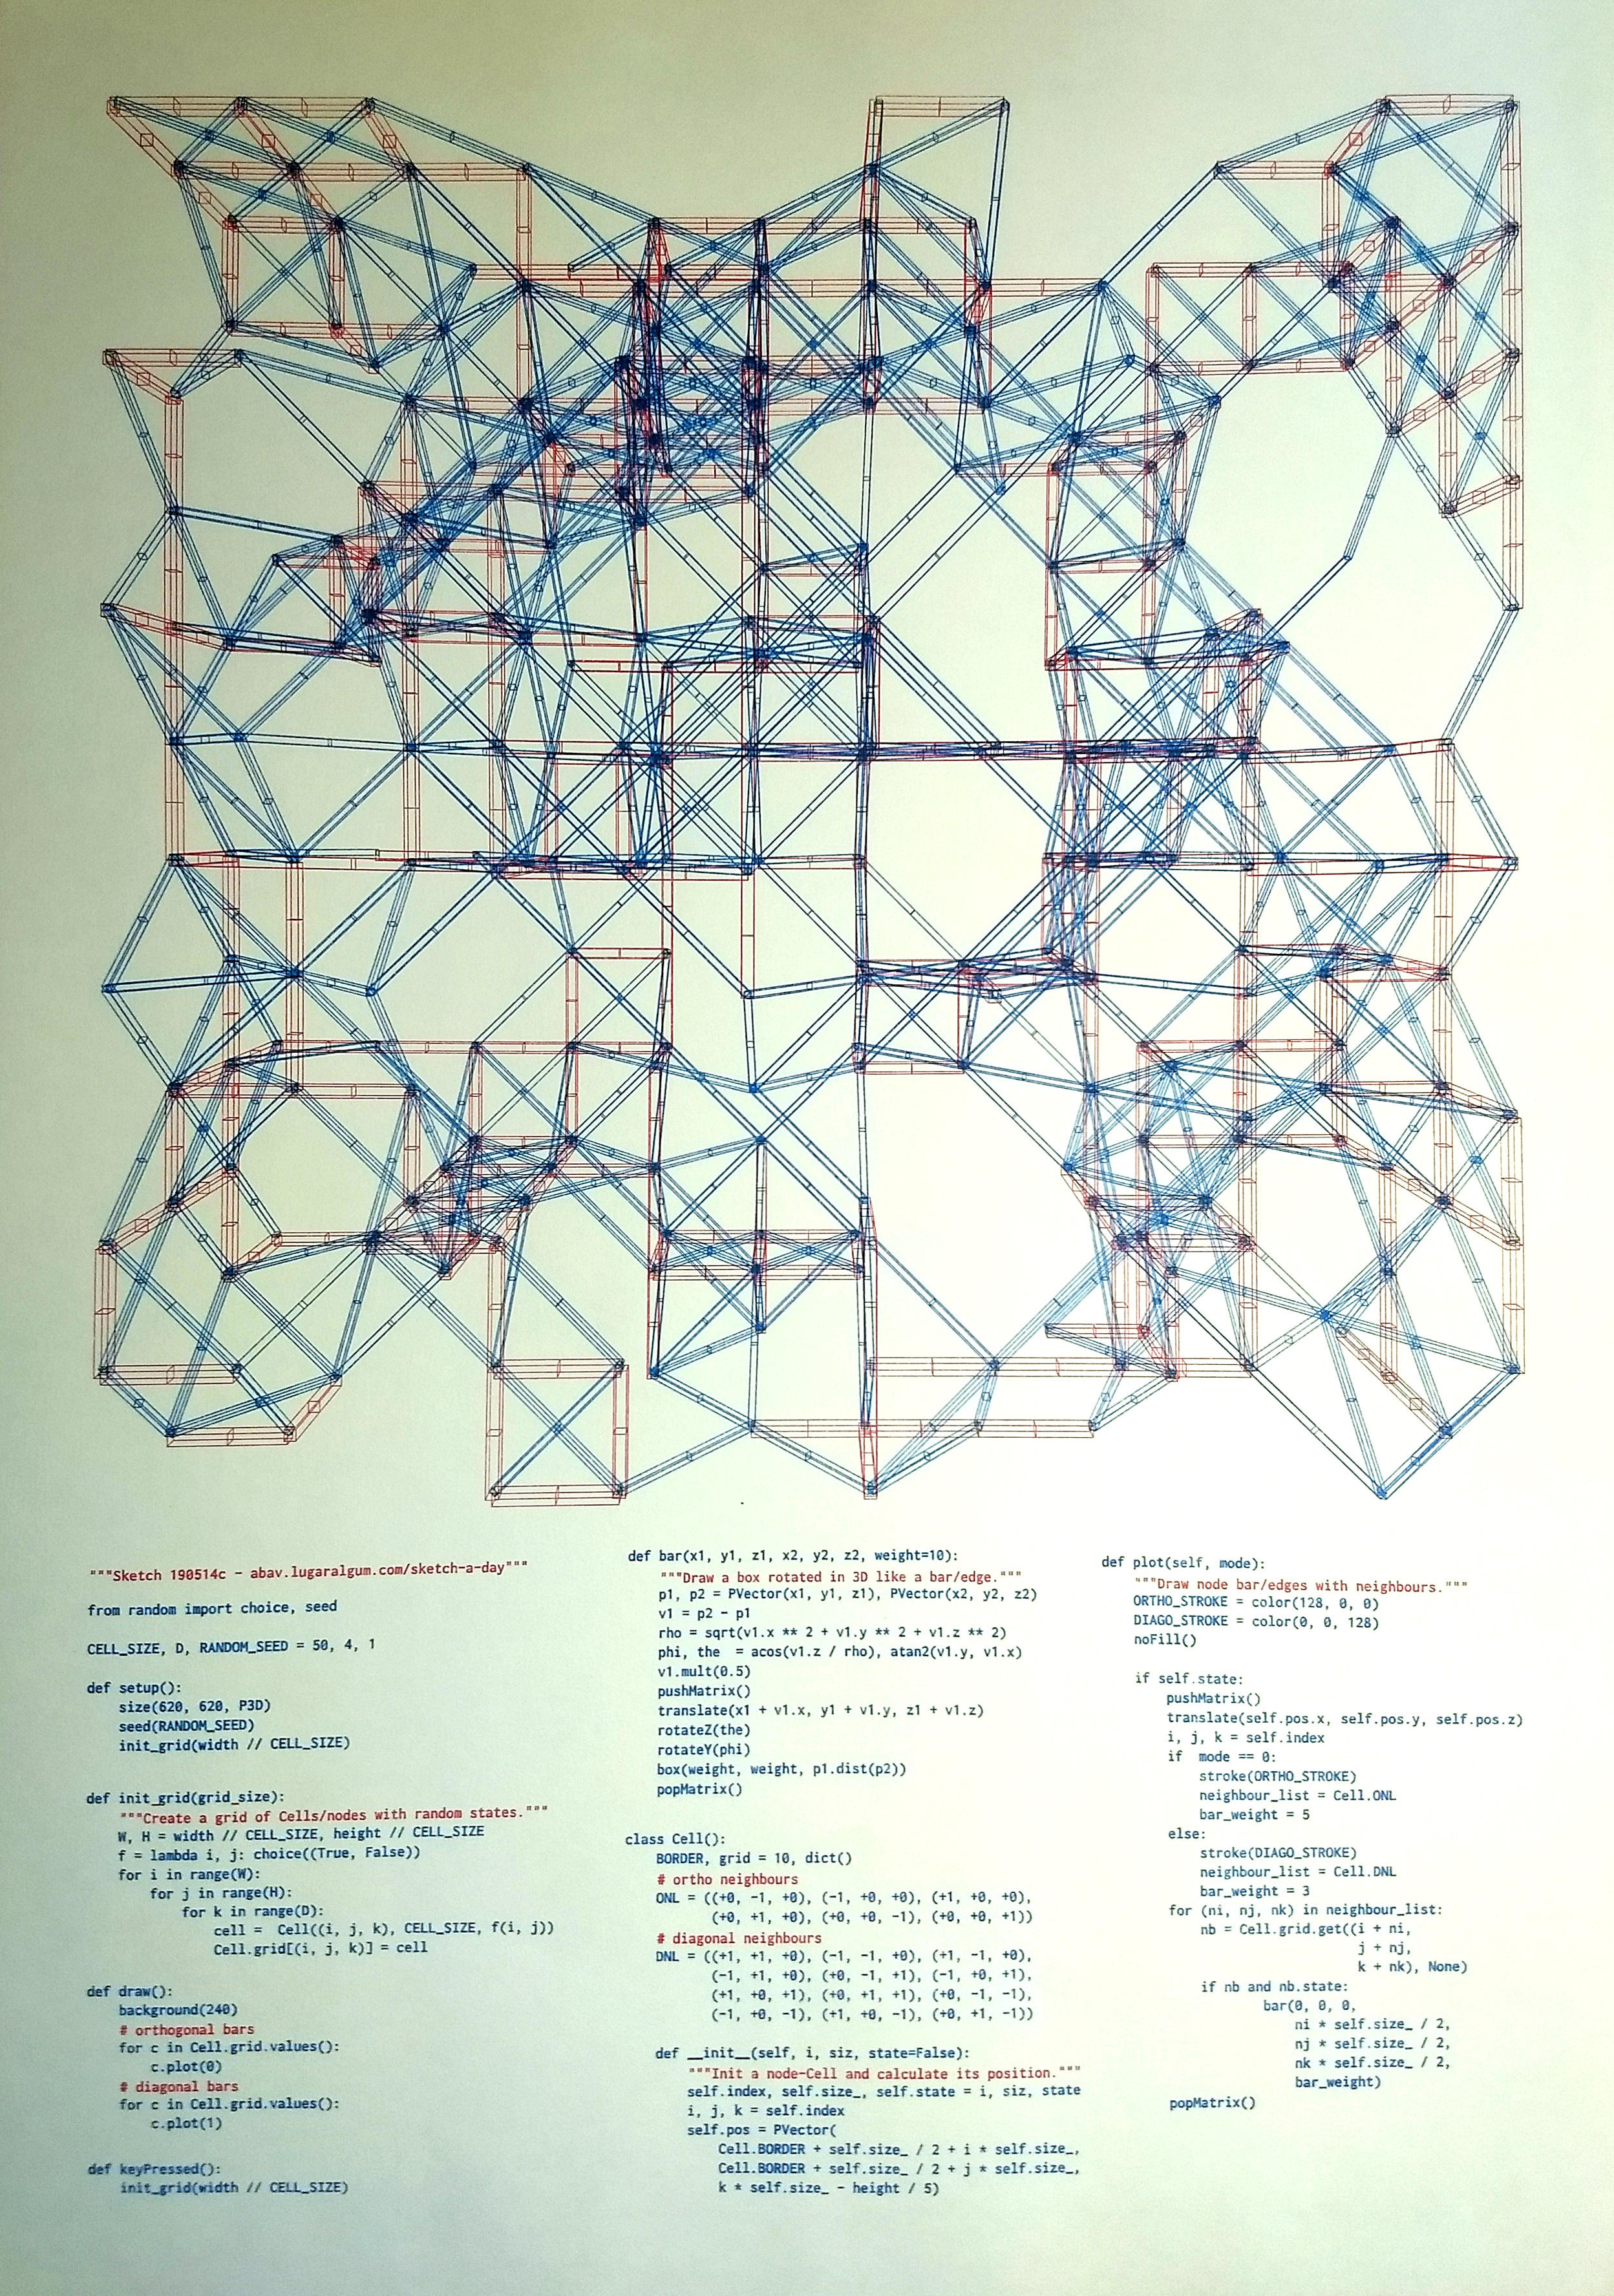 """Sketch 190514c - abav.lugaralgum.com/sketch-a-day"""
from random import choice, seed
CELL_SIZE, D, RANDOM_SEED = 50, 4, 1
def setup():
    size(620, 620, P3D)
    seed(RANDOM_SEED)
    init_grid(width // CELL_SIZE)
def init_grid(grid_size):
    """Create a grid of Cells/nodes with random states."""
    W, H = width // CELL_SIZE, height // CELL_SIZE
    f = lambda i, j: choice((True, False))
    for i in range(W):
        for j in range(H):
            for k in range(D):
                cell =  Cell((i, j, k), CELL_SIZE, f(i, j))
                Cell.grid[(i, j, k)] = cell
def draw():
    background(240)
    # orthogonal bars
    for c in Cell.grid.values():
        c.plot(0)
    # diagonal bars
    for c in Cell.grid.values():
        c.plot(1)
def keyPressed():
    init_grid(width // CELL_SIZE)
def bar(x1, y1, z1, x2, y2, z2, weight=10):
    """Draw a box rotated in 3D like a bar/edge."""
    p1, p2 = PVector(x1, y1, z1), PVector(x2, y2, z2)
    v1 = p2 - p1
    rho = sqrt(v1.x ** 2 + v1.y ** 2 + v1.z ** 2)
    phi, the  = acos(v1.z / rho), atan2(v1.y, v1.x)
    v1.mult(0.5)
    pushMatrix()
    translate(x1 + v1.x, y1 + v1.y, z1 + v1.z)
    rotateZ(the)
    rotateY(phi)
    box(weight, weight, p1.dist(p2))
    popMatrix()
class Cell():
    BORDER, grid = 10, dict()
    # ortho neighbours
    ONL = ((+0, -1, +0), (-1, +0, +0), (+1, +0, +0),
           (+0, +1, +0), (+0, +0, -1), (+0, +0, +1))
    # diagonal neighbours
    DNL = ((+1, +1, +0), (-1, -1, +0), (+1, -1, +0),
           (-1, +1, +0), (+0, -1, +1), (-1, +0, +1),
           (+1, +0, +1), (+0, +1, +1), (+0, -1, -1),
           (-1, +0, -1), (+1, +0, -1), (+0, +1, -1))
    def __init__(self, i, siz, state=False):
        """Init a node-Cell and calculate its position."""
        self.index, self.size_, self.state = i, siz, state
        i, j, k = self.index
        self.pos = PVector(
            Cell.BORDER + self.size_ / 2 + i * self.size_,
            Cell.BORDER + self.size_ / 2 + j * self.size_,
            k * self.size_ - height / 5)
def plot(self, mode):
    """Draw node bar/edges with neighbours."""
    ORTHO_STROKE = color(128, 0, 0)
    DIAGO_STROKE = color(0, 0, 128)
    noFill()
    if self.state:
        pushMatrix()
        translate(self.pos.x, self.pos.y, self.pos.z)
        i, j, k = self.index
        if  mode == 0:
            stroke(ORTHO_STROKE)
            neighbour_list = Cell.ONL
            bar_weight = 5
        else:
            stroke(DIAGO_STROKE)
            neighbour_list = Cell.DNL
            bar_weight = 3
        for (ni, nj, nk) in neighbour_list:
            nb = Cell.grid.get((i + ni,
                                j + nj,
                                k + nk), None)
            if nb and nb.state:
                    bar(0, 0, 0,
                        ni * self.size_ / 2,
                        nj * self.size_ / 2,
                        nk * self.size_ / 2,
                        bar_weight)
        popMatrix()